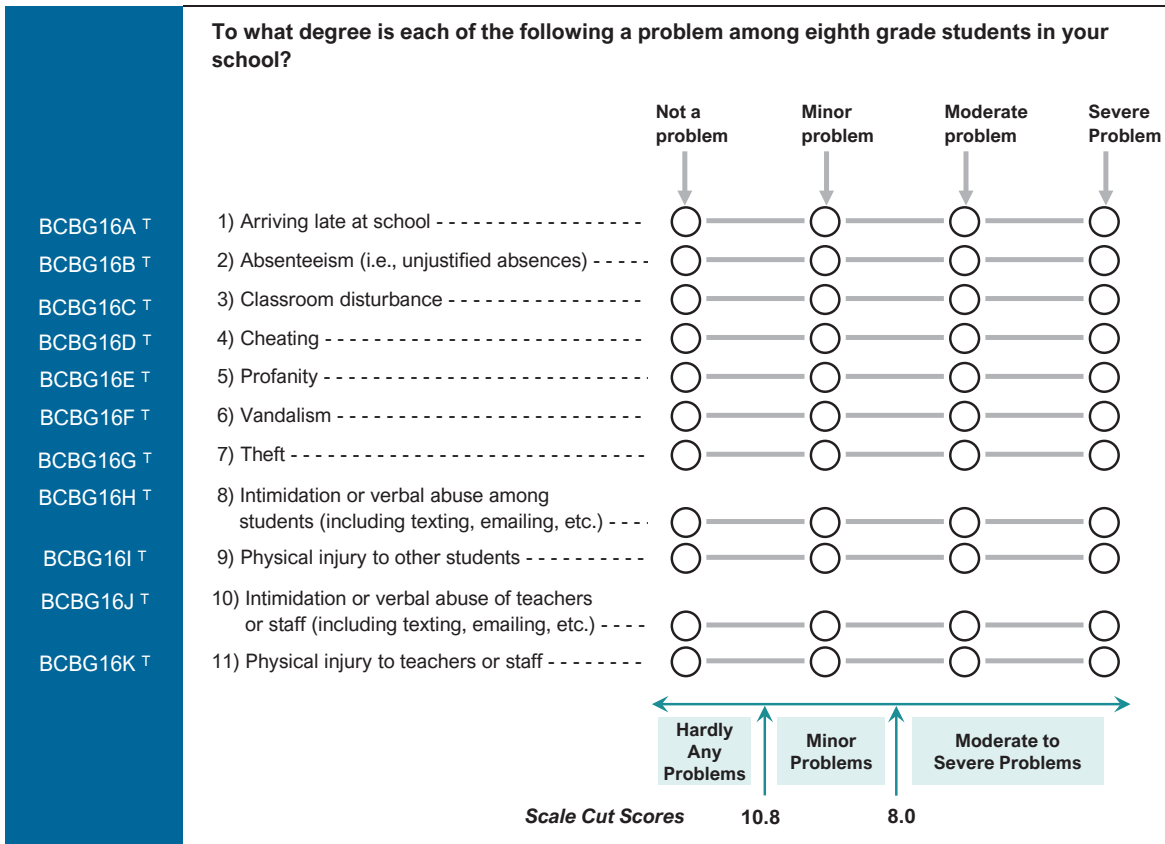 To what degree is each of the following a problem among eighth grade students in your
school?
Not a
problem
Minor
problem
Moderate
problem
Severe
Problem
BCBG16A T
1) Arriving late at school - - - - - - - - - - - - - - - - -
BCBG16B T
2) Absenteeism (i.e., unjustified absences) - - - - -
BCBG16C T
3) Classroom disturbance - - - - - - - - - - - - - - - -
BCBG16D T
4) Cheating - - - - - - - - - - - - - - - - - - - - - - - - - -
BCBG16E T
5) Profanity - - - - - - - - - - - - - - - - - - - - - - - - - -
BCBG16F T
6) Vandalism - - - - - - - - - - - - - - - - - - - - - - - - -
BCBG16G T
7) Theft - - - - - - - - - - - - - - - - - - - - - - - - - - - - -
BCBG16H T
8) Intimidation or verbal abuse among
students (including texting, emailing, etc.) - - - -
BCBG16I T
9) Physical injury to other students - - - - - - - - - -
BCBG16J T
10) Intimidation or verbal abuse of teachers
or staff (including texting, emailing, etc.) - - - -
BCBG16K T
11) Physical injury to teachers or staff - - - - - - - -
Hardly
Any
Problems
Minor
Problems
Moderate to
Severe Problems
Scale Cut Scores 10.8 8.0